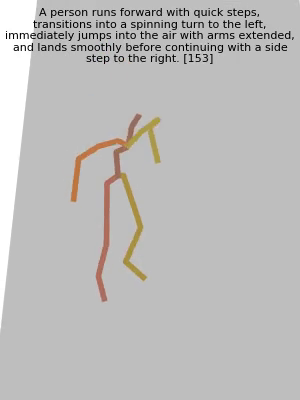 A person runs forward with quick steps,
transitions into a spinning turn to the left,
immediately jumps into the air with arms extended,
and lands smoothly before continuing with a side
step to the right. [153]